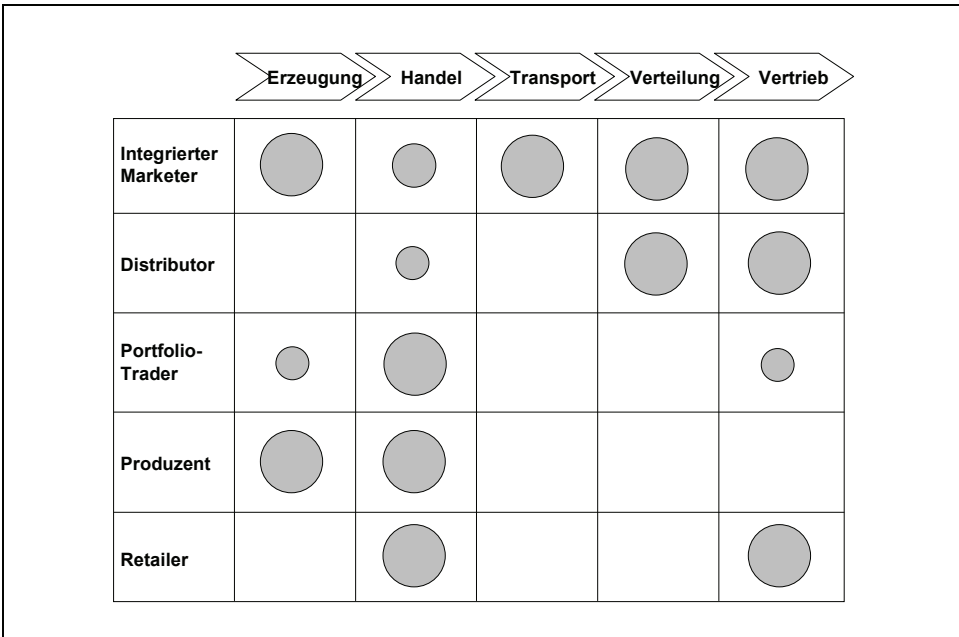 Erzeugung Handel Transport Verteilung Vertrieb
Integrierter
Marketer
Distributor
Portfolio-
Trader
Produzent
Retailer